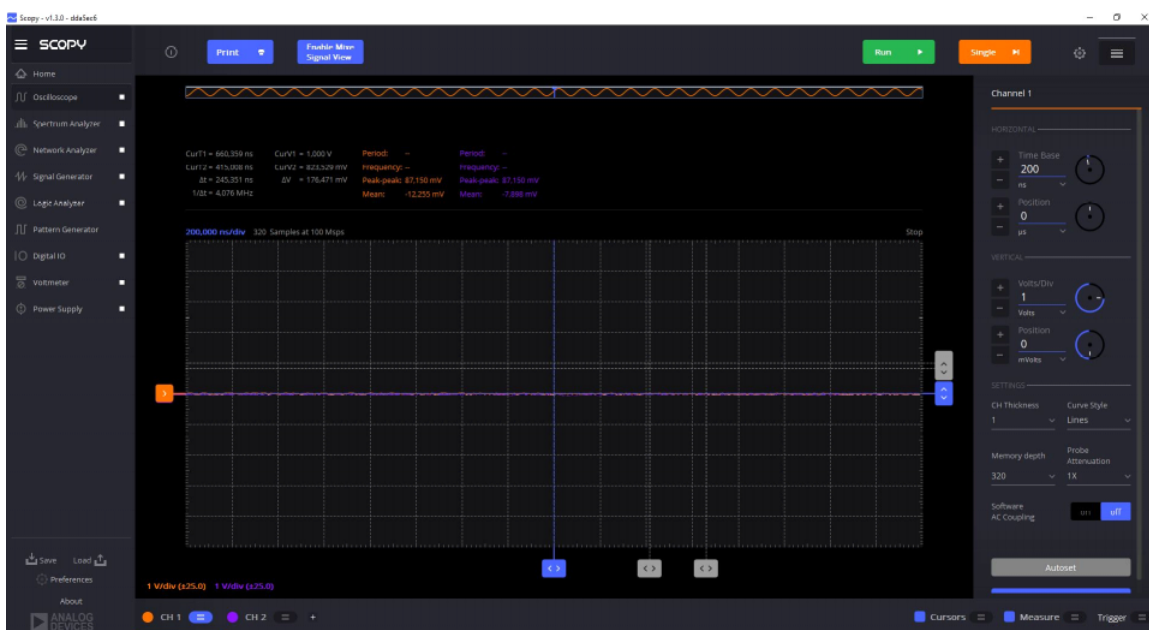 Scopy - v1.3.0 - dda5ec6
SCOPY
Print
Enable Mixe
Signal View
Run
Single
Home
Oscilloscope
Spectrum Analyzer
Network Analyzer
Signal Generator
Logic Analyzer
Pattern Generator
Digital IO
Voltmeter
Power Supply
Save Load
Preferences
About
ANALOG
DEVICES
CurT1 = 660,359 ns CurV1 = 1,000 V Period: -- Period: --
CurT2 = 415,008 ns CurV2 = 823,529 mV Frequency: -- Frequency: --
Δt = 245,351 ns ΔV = 176,471 mV Peak-peak: 87,150 mV Peak-peak: 87,150 mV
1/Δt = 4,076 MHz Mean: -12,255 mV Mean: -7,898 mV
200,000 ns/div 320 Samples at 100 Msps Stop
1 V/div (±25.0) 1 V/div (±25.0)
CH 1 CH 2 +
Cursors Measure Trigger
Channel 1
HORIZONTAL
Time Base
+ 200
- ns
Position
+ 0
- µs
VERTICAL
Volts/Div
+ 1
- Volts
Position
+ 0
- mVolts
SETTINGS
CH Thickness Curve Style
1 Lines
Memory depth Probe
Attenuation
320 1X
Software
AC Coupling on off
Autoset